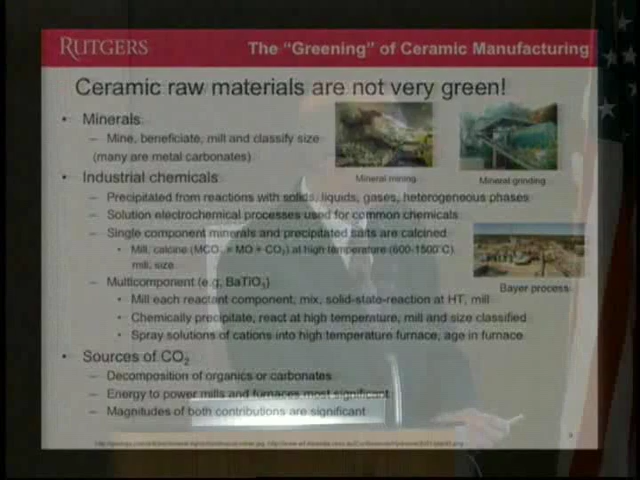 RUTGERS
The “Greening” of Ceramic Manufacturing
Ceramic raw materials are not very green!
• Minerals
– Mine, beneficiate, mill and classify size
(many are metal carbonates)
Mineral mining
Mineral grinding
• Industrial chemicals
– Precipitated from reactions with solids, liquids, gases, heterogeneous phases
– Solution electrochemical processes used for common chemicals
– Single component minerals and precipitated salts are calcined
• Mill, calcine (MCO = MO + CO₂) at high temperature (600-1500°C)
mill, size
Bayer process
– Multicomponent (e.g. BaTiO₃)
• Mill each reactant component, mix, solid-state-reaction at HT, mill
• Chemically precipitate, react at high temperature, mill and size classified
• Spray solutions of cations into high temperature furnace, age in furnace
• Sources of CO₂
– Decomposition of organics or carbonates
– Energy to power mills and furnaces most significant
– Magnitudes of both contributions are significant